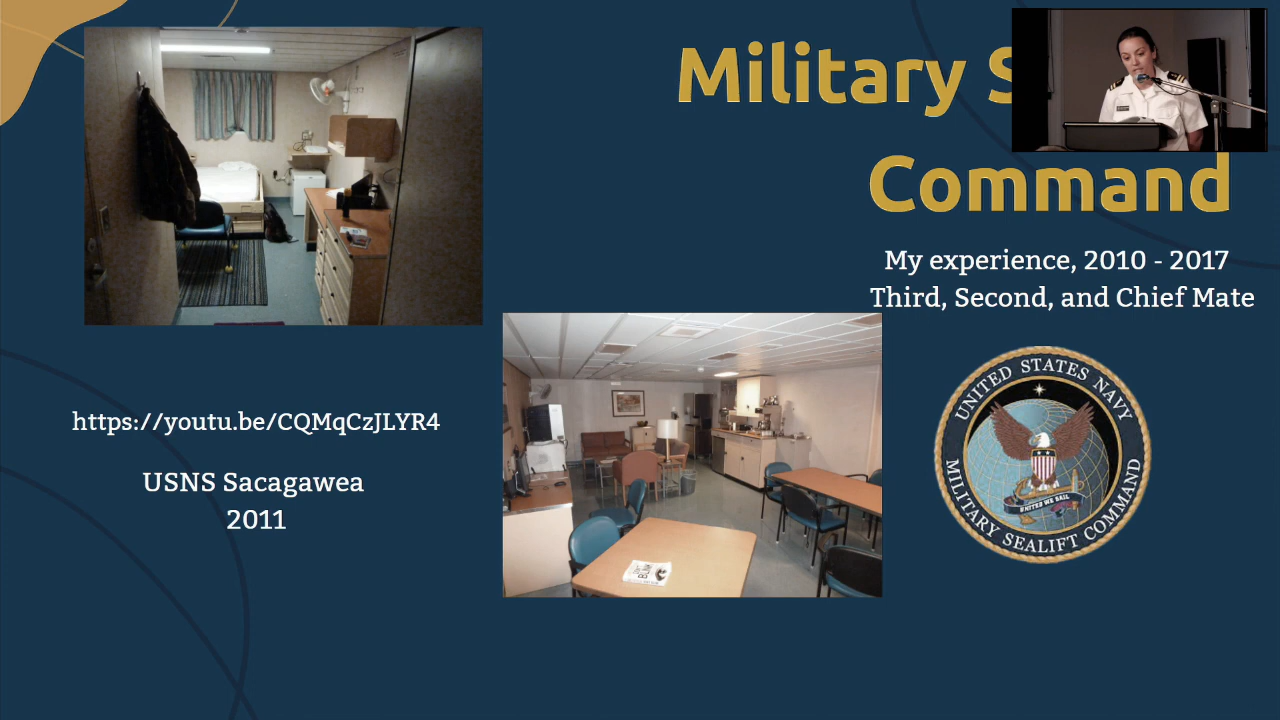 Military S
Command
My experience, 2010 - 2017
Third, Second, and Chief Mate
https://youtu.be/CQMqCzJLYR4
USNS Sacagawea
2011
UNITED STATES NAVY
UNITED WE SAIL
MILITARY SEALIFT COMMAND